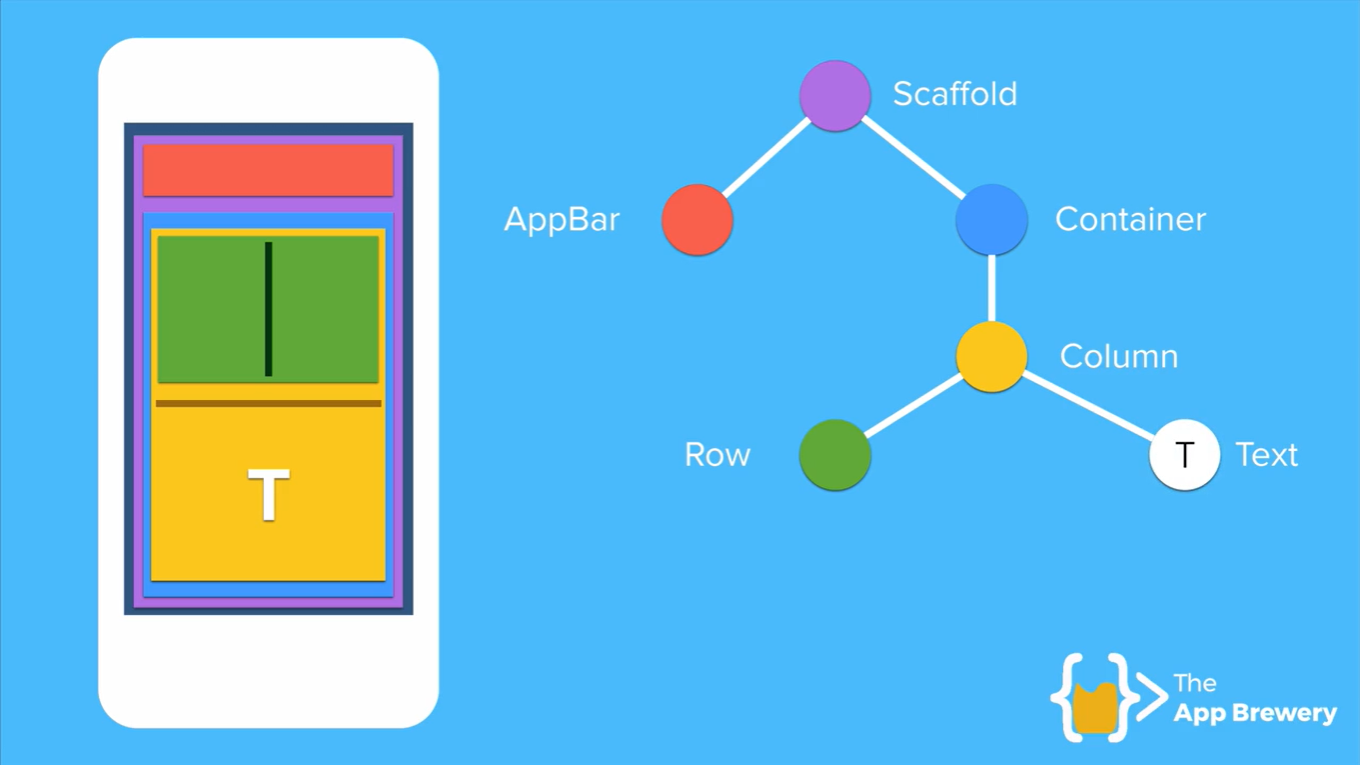 Scaffold
AppBar
Container
Column
Row
T
Text
T
The
App Brewery